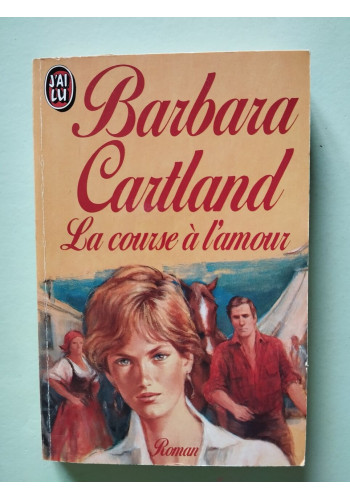 J'AI
LU
Barbara
Cartland
La course à l'amour
Roman